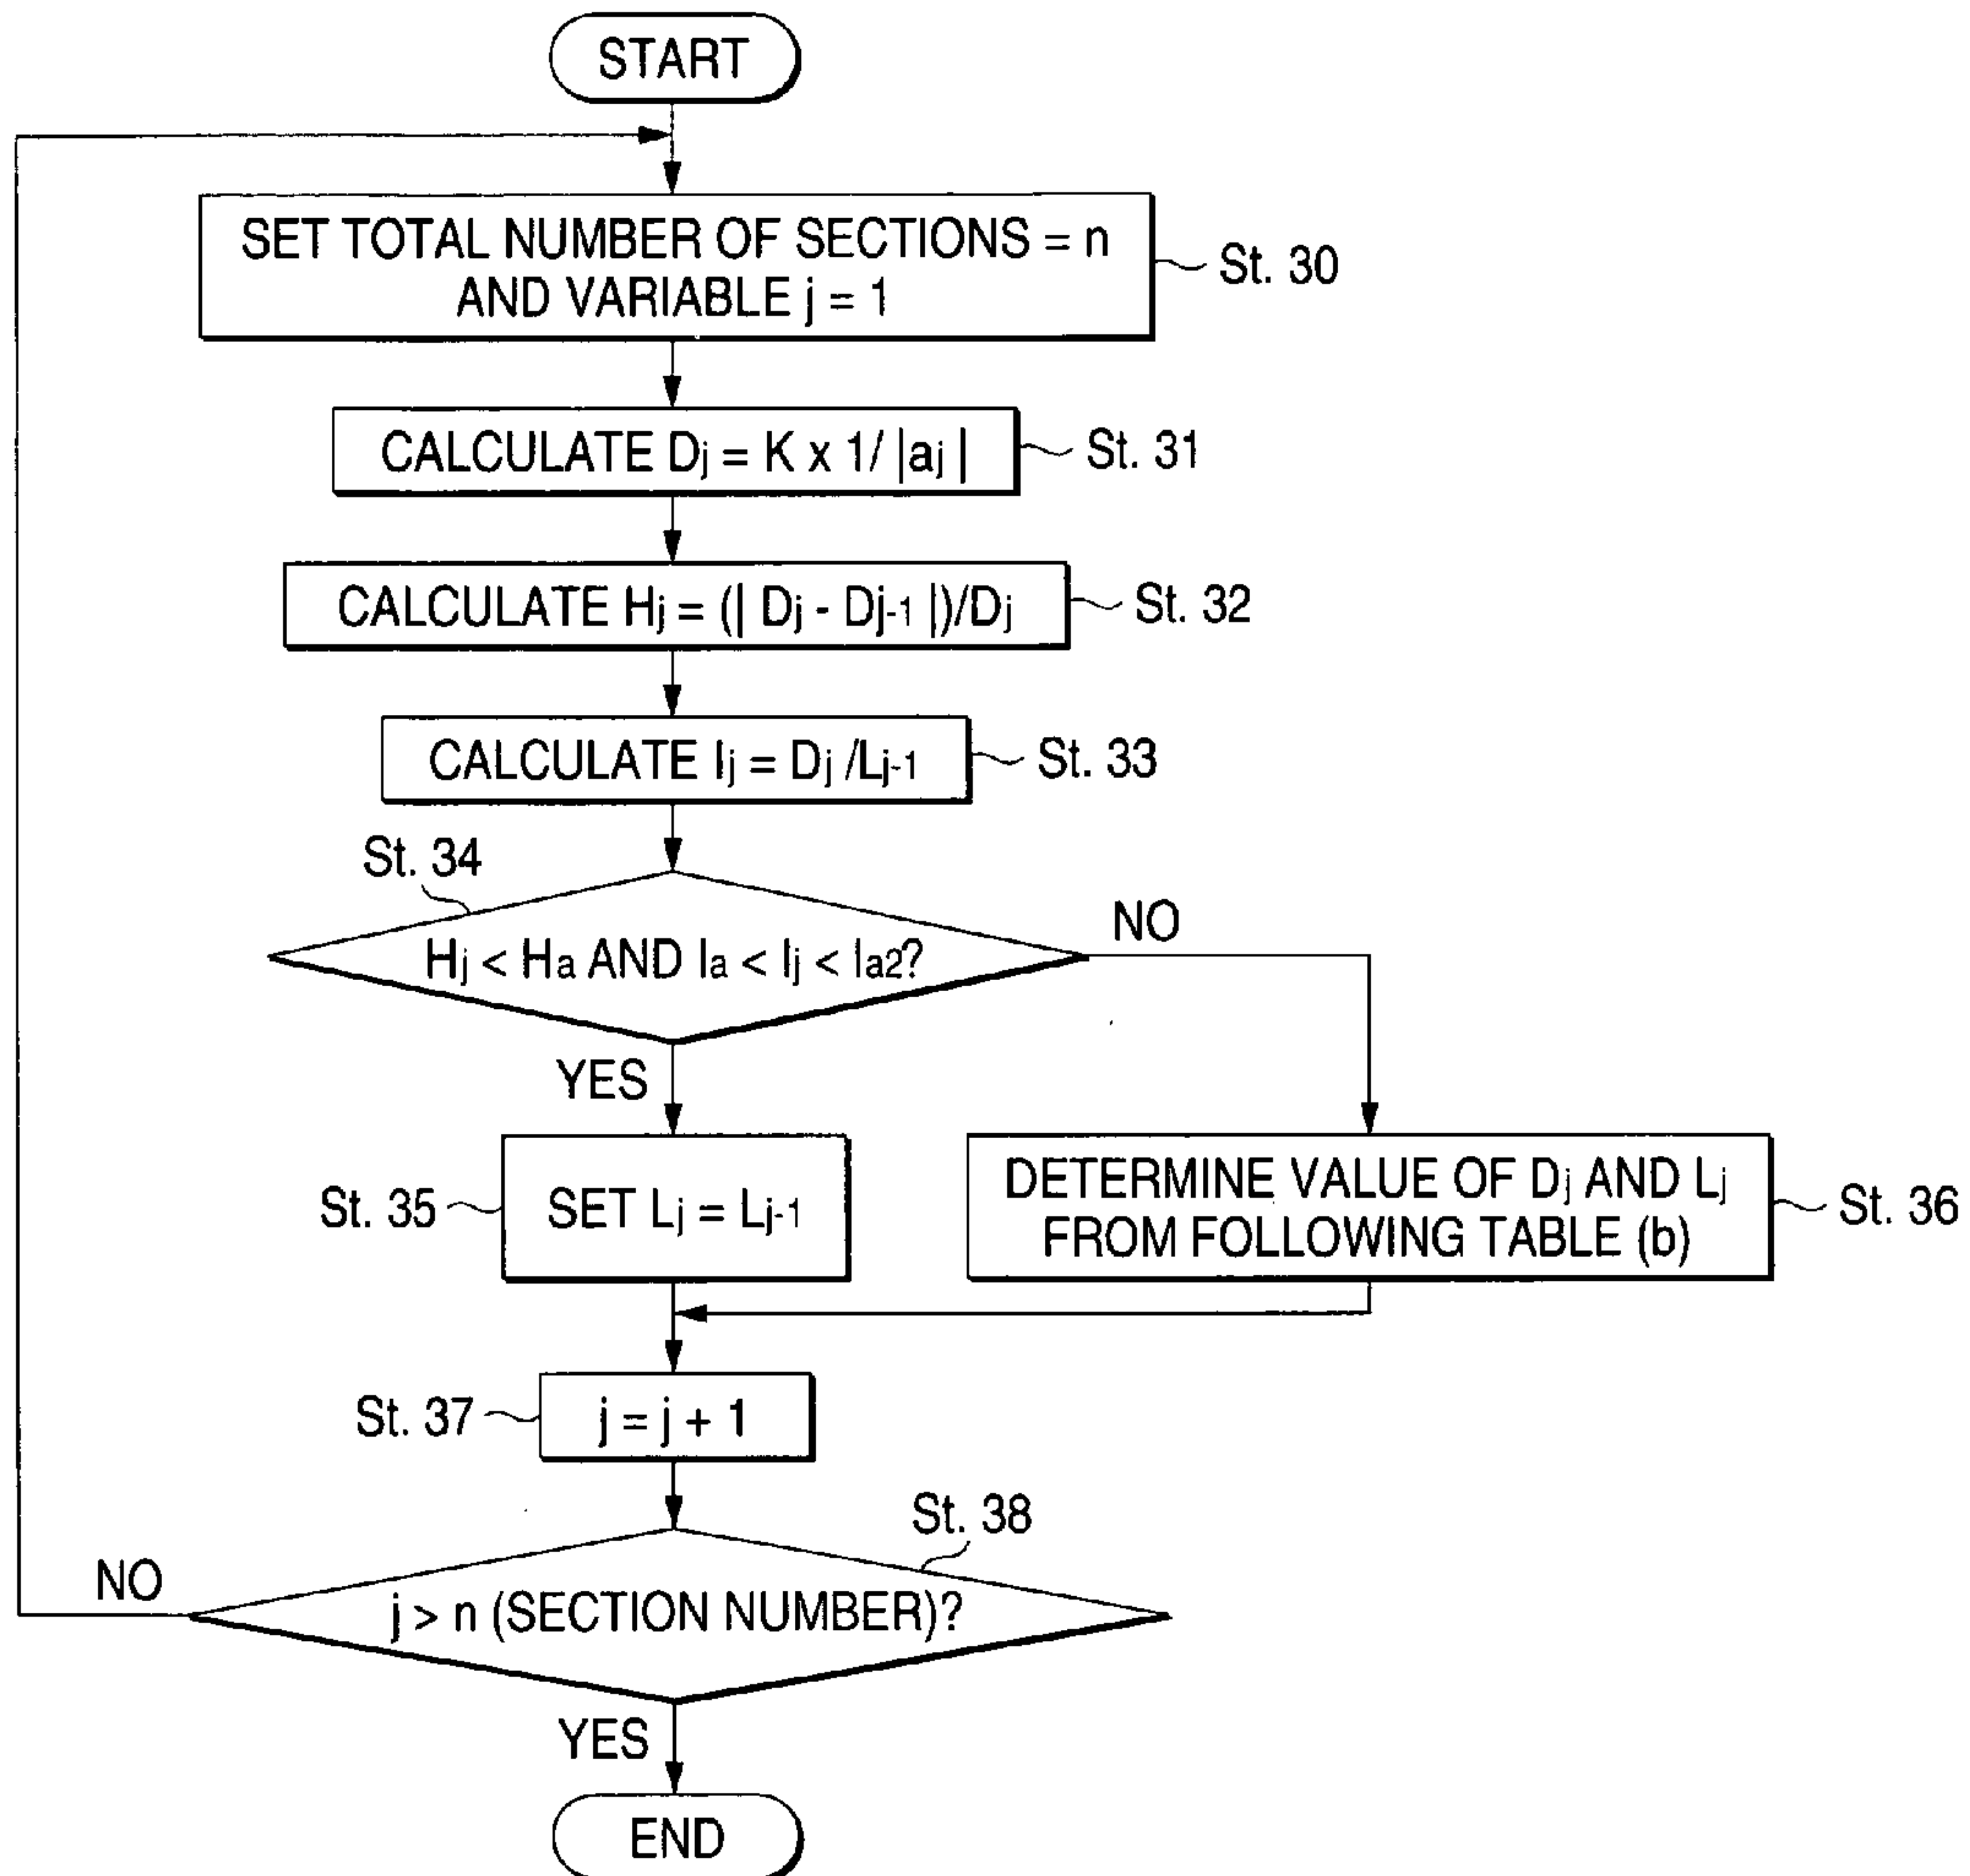 START
SET TOTAL NUMBER OF SECTIONS = n
AND VARIABLE j = 1
St. 30
CALCULATE Dj = K x 1/ |aj |
St. 31
CALCULATE Hj = (| Dj - Dj-1 |)/Dj
St. 32
CALCULATE Ij = Dj /Lj-1
St. 33
St. 34
Hj < Ha AND Ia < Ij < Ia2?
NO
YES
St. 35
SET Lj = Lj-1
DETERMINE VALUE OF Dj AND Lj
FROM FOLLOWING TABLE (b)
St. 36
St. 37
j = j + 1
St. 38
NO
j > n (SECTION NUMBER)?
YES
END